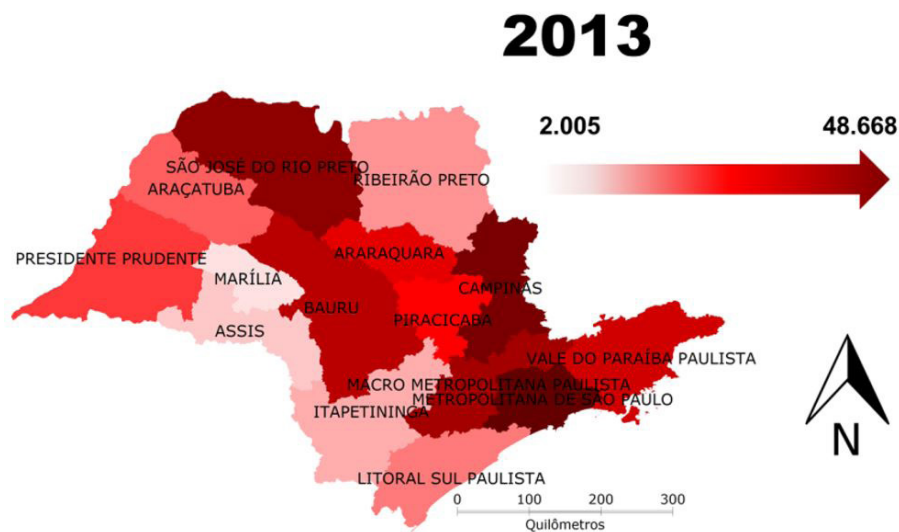 2013
2.005 48.668
SÃO JOSÉ DO RIO PRETO
RIBEIRÃO PRETO
ARAÇATUBA
ARARAQUARA
PRESIDENTE PRUDENTE
MARÍLIA
CAMPINAS
BAURU
PIRACICABA
ASSIS
VALE DO PARAÍBA PAULISTA
MACRO METROPOLITANA PAULISTA
METROPOLITANA DE SÃO PAULO
ITAPETININGA
N
LITORAL SUL PAULISTA
0 100 200 300
Quilômetros